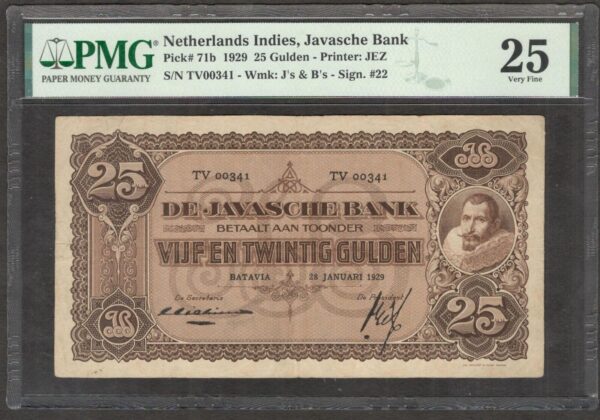 PMG
PAPER MONEY GUARANTY
Netherlands Indies, Javasche Bank
Pick# 71b 1929 25 Gulden - Printer: JEZ
S/N TV00341 - Wmk: J's & B's - Sign. #22
25
Very Fine
25
TV 00341 TV 00341
DE JAVASCHE BANK
BETAALT AAN TOONDER
VIJF EN TWINTIG GULDEN
BATAVIA 28 JANUARI 1929
De Secretaris De President
25